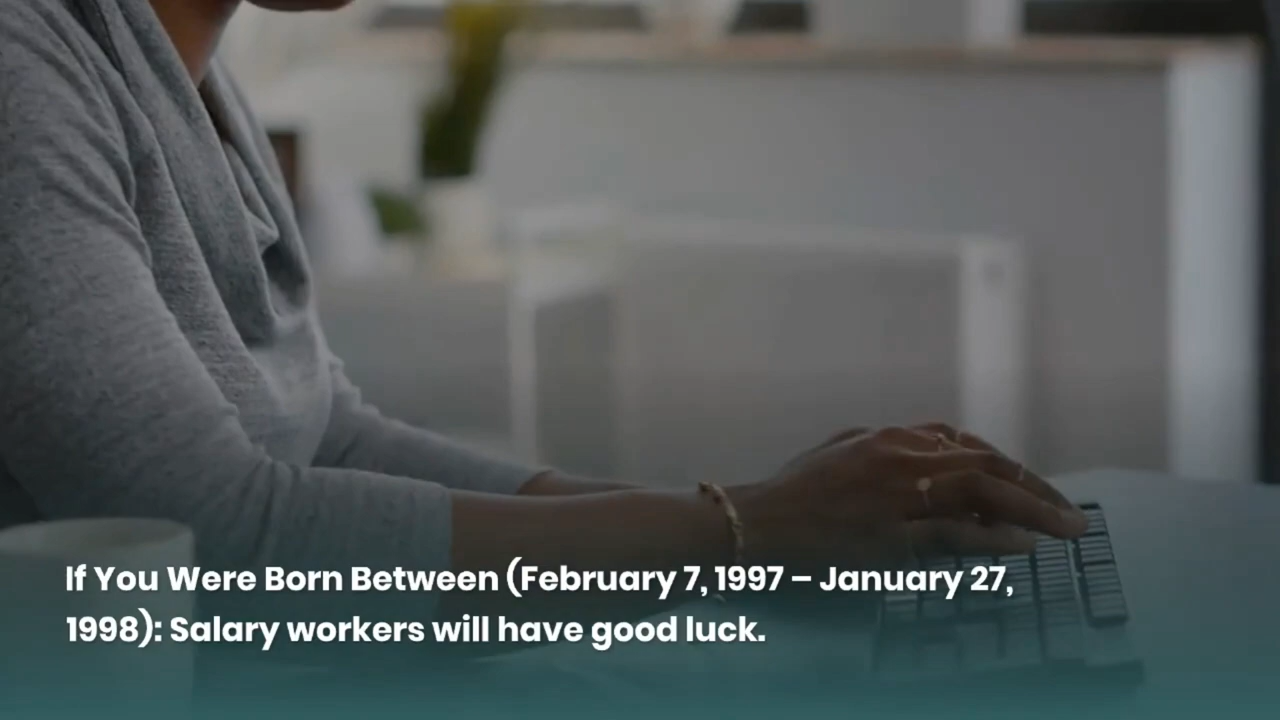 If You Were Born Between (February 7, 1997 – January 27,
1998): Salary workers will have good luck.